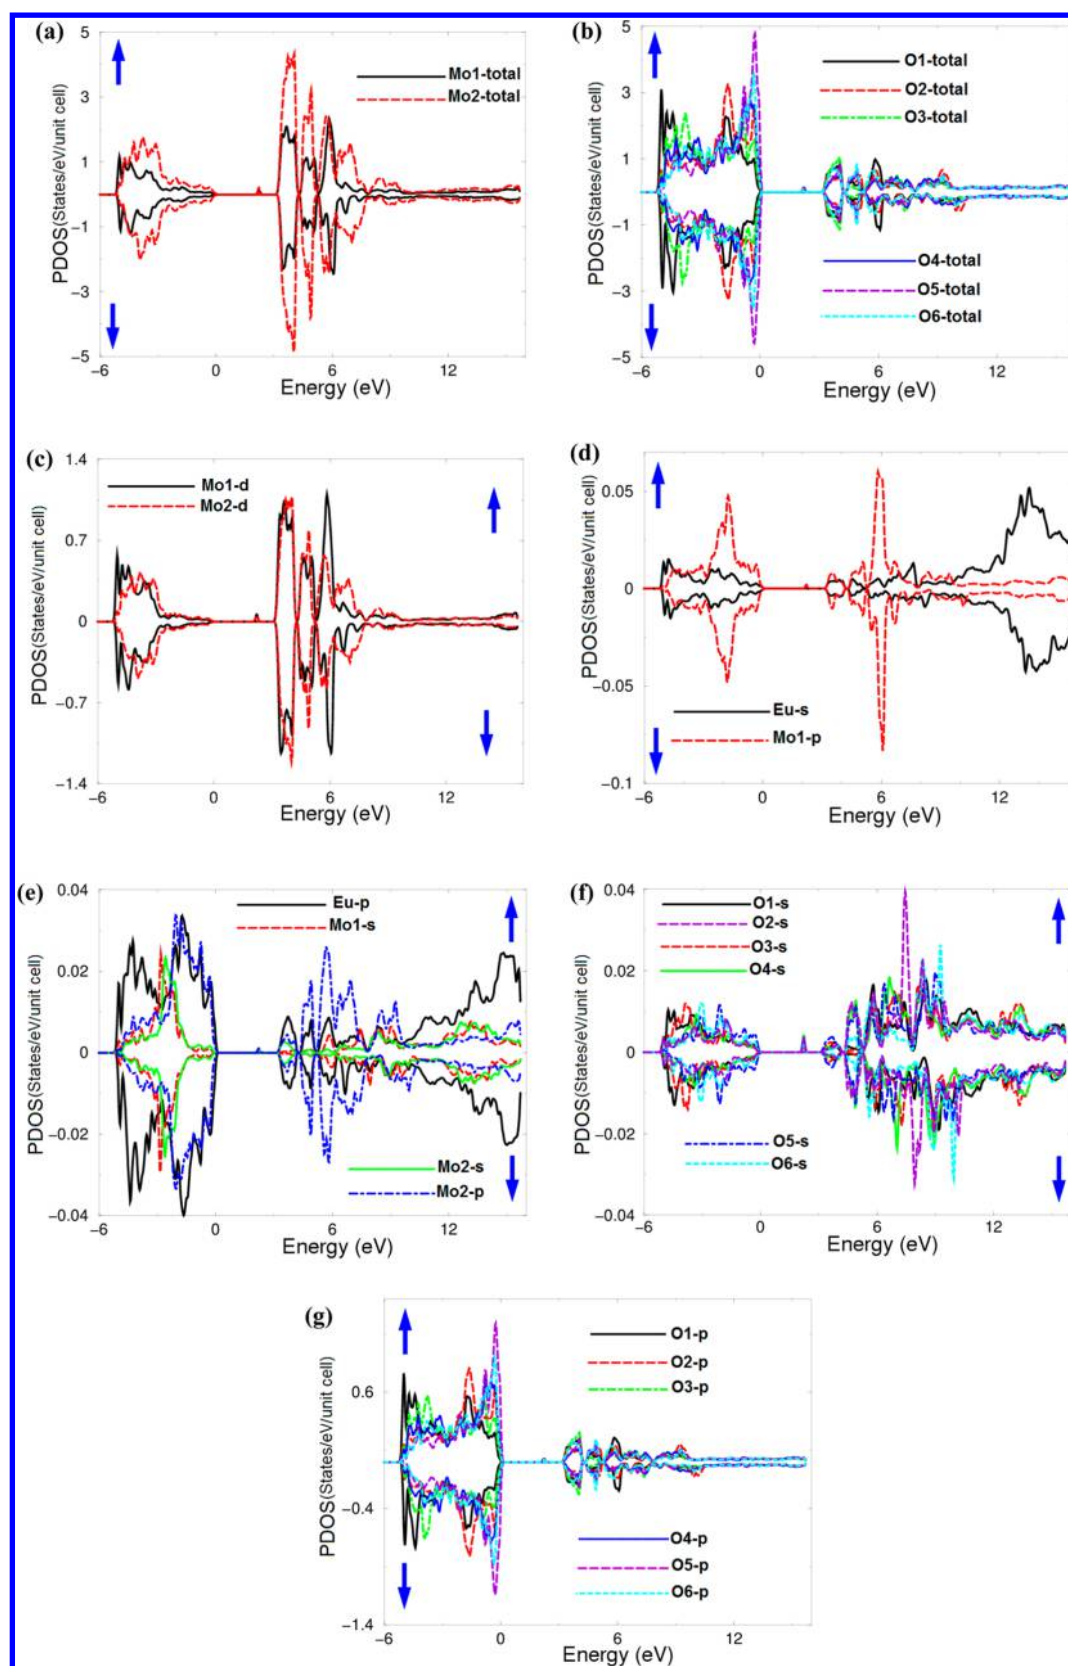 (a)
5
3
1
−1
−3
−5
PDOS(States/eV/unit cell)
Mo1-total
Mo2-total
−6 0 6 12
Energy (eV)
(b)
5
3
1
−1
−3
−5
PDOS(States/eV/unit cell)
O1-total
O2-total
O3-total
O4-total
O5-total
O6-total
−6 0 6 12
Energy (eV)
(c)
1.4
0.7
0
−0.7
−1.4
PDOS(States/eV/unit cell)
Mo1-d
Mo2-d
−6 0 6 12
Energy (eV)
(d)
0.05
0
−0.05
−0.1
PDOS(States/eV/unit cell)
Eu-s
Mo1-p
−6 0 6 12
Energy (eV)
(e)
0.04
0.02
0
−0.02
−0.04
PDOS(States/eV/unit cell)
Eu-p
Mo1-s
Mo2-s
Mo2-p
−6 0 6 12
Energy (eV)
(f)
0.04
0.02
0
−0.02
−0.04
PDOS(States/eV/unit cell)
O1-s
O2-s
O3-s
O4-s
O5-s
O6-s
−6 0 6 12
Energy (eV)
(g)
0.6
−0.4
−1.4
PDOS(States/eV/unit cell)
O1-p
O2-p
O3-p
O4-p
O5-p
O6-p
−6 0 6 12
Energy (eV)